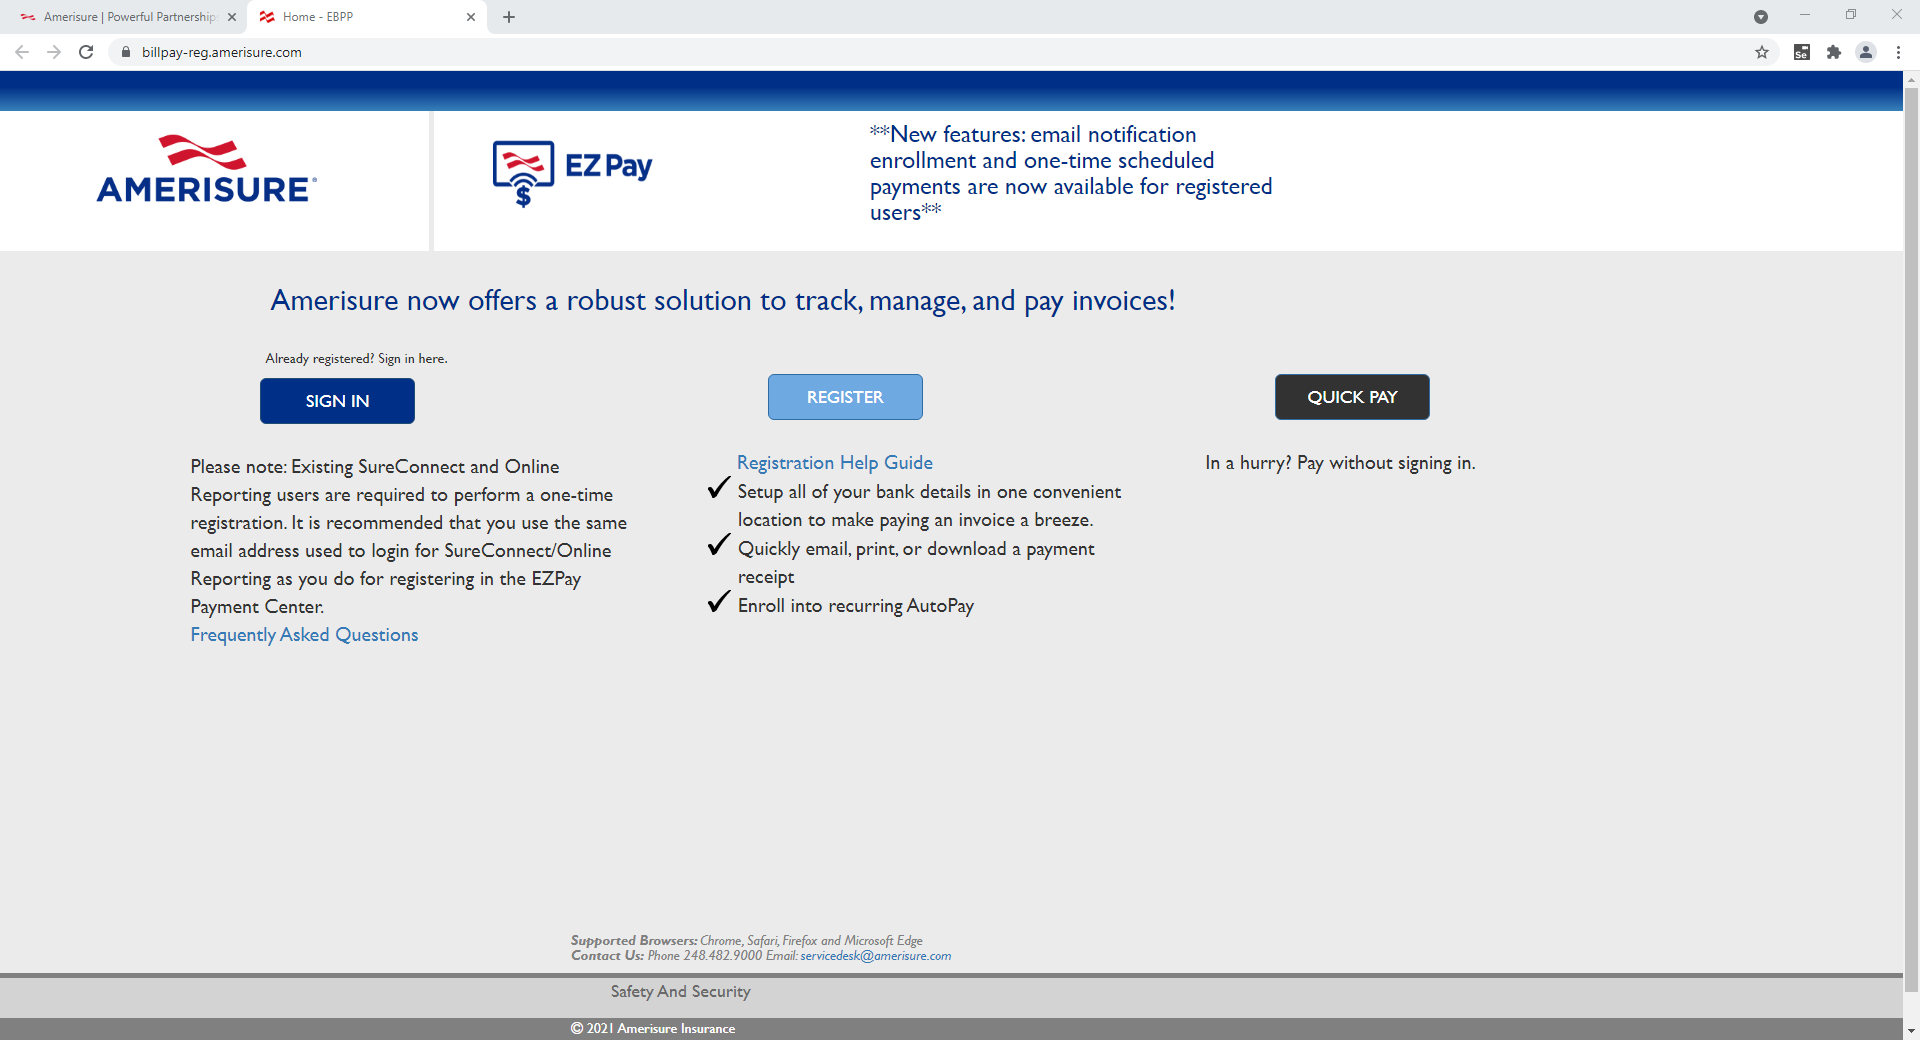 Amerisure | Powerful Partnership
Home - EBPP
billpay-reg.amerisure.com
Se
AMERISURE®
$
EZ Pay
**New features: email notification
enrollment and one-time scheduled
payments are now available for registered
users**
Amerisure now offers a robust solution to track, manage, and pay invoices!
Already registered? Sign in here.
SIGN IN
Please note: Existing SureConnect and Online
Reporting users are required to perform a one-time
registration. It is recommended that you use the same
email address used to login for SureConnect/Online
Reporting as you do for registering in the EZPay
Payment Center.
Frequently Asked Questions
REGISTER
Registration Help Guide
Setup all of your bank details in one convenient
location to make paying an invoice a breeze.
Quickly email, print, or download a payment
receipt
Enroll into recurring AutoPay
QUICK PAY
In a hurry? Pay without signing in.
Supported Browsers: Chrome, Safari, Firefox and Microsoft Edge
Contact Us: Phone 248.482.9000 Email: servicedesk@amerisure.com
Safety And Security
© 2021 Amerisure Insurance